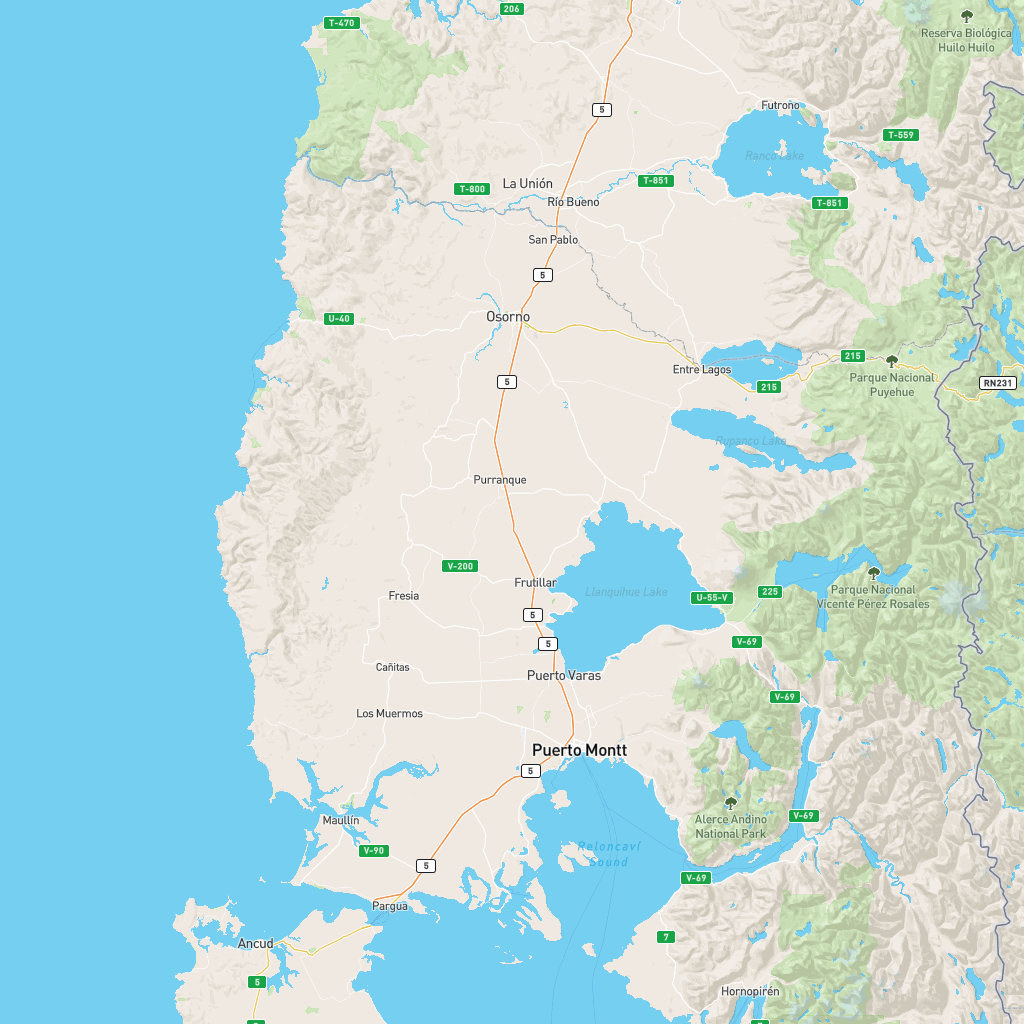 206
T-470
Reserva Biológica
Huilo Huilo
Futrono
5
T-559
Ranco Lake
La Unión
T-800
T-851
Río Bueno
T-851
San Pablo
5
Osorno
U-40
215
Entre Lagos
Parque Nacional
Puyehue
5
215
RN231
Rupanco Lake
Purranque
V-200
Frutillar
Llanquihue Lake
Parque Nacional
Vicente Pérez Rosales
225
U-55-V
Fresia
5
5
V-69
Cañitas
Puerto Varas
V-69
Los Muermos
Puerto Montt
5
Alerce Andino
National Park
V-69
Maullín
V-90
5
Reloncaví
Sound
V-69
Pargua
Ancud
7
5
Hornopirén
7